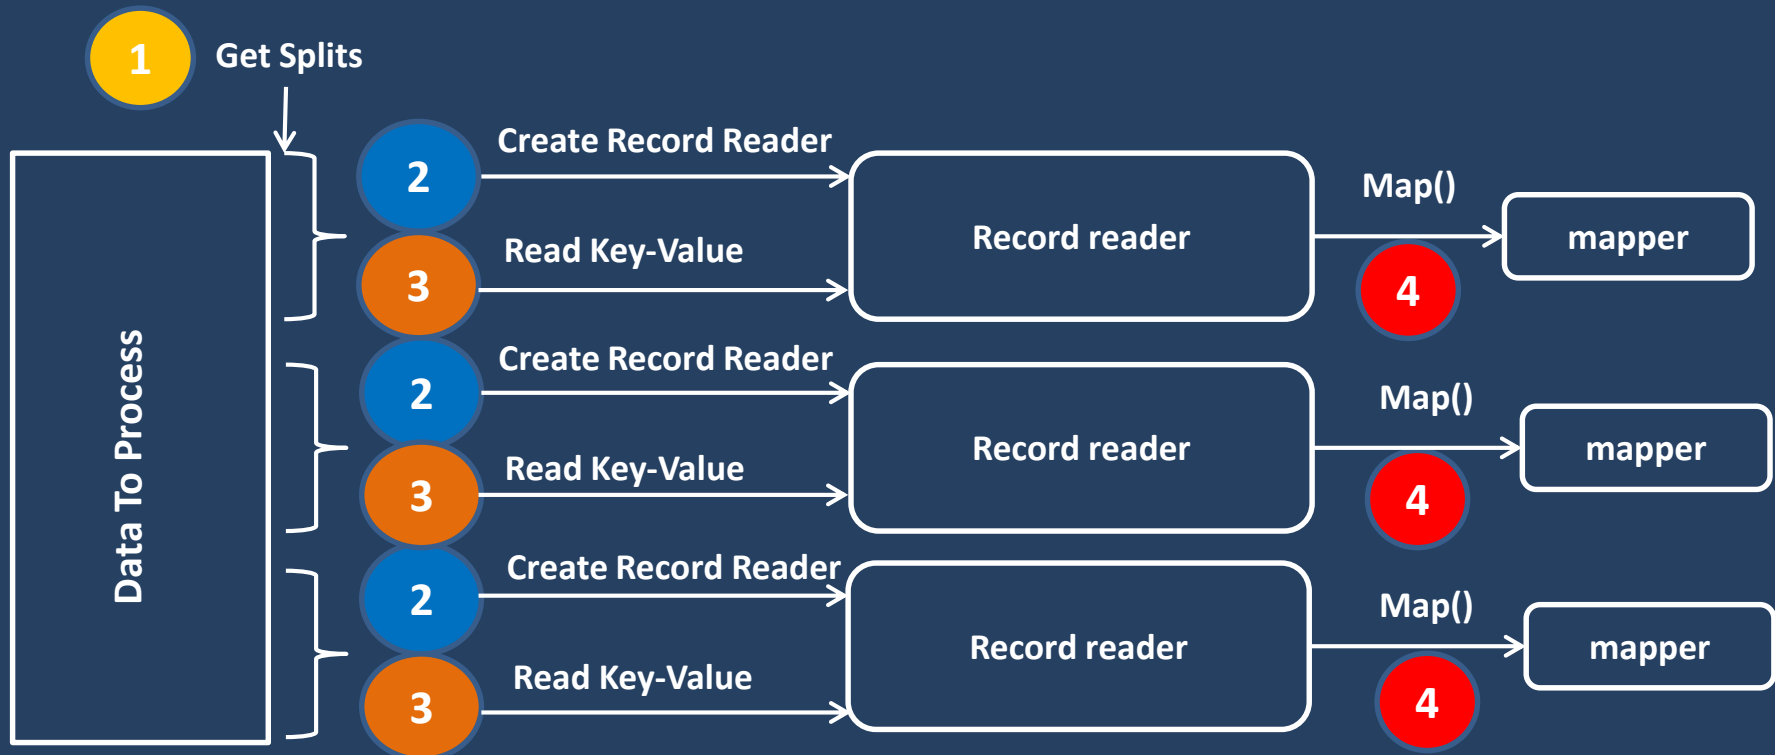 1
Get Splits
Data To Process
2
Create Record Reader
3
Read Key-Value
Record reader
Map()
4
mapper
2
Create Record Reader
3
Read Key-Value
Record reader
Map()
4
mapper
2
Create Record Reader
3
Read Key-Value
Record reader
Map()
4
mapper